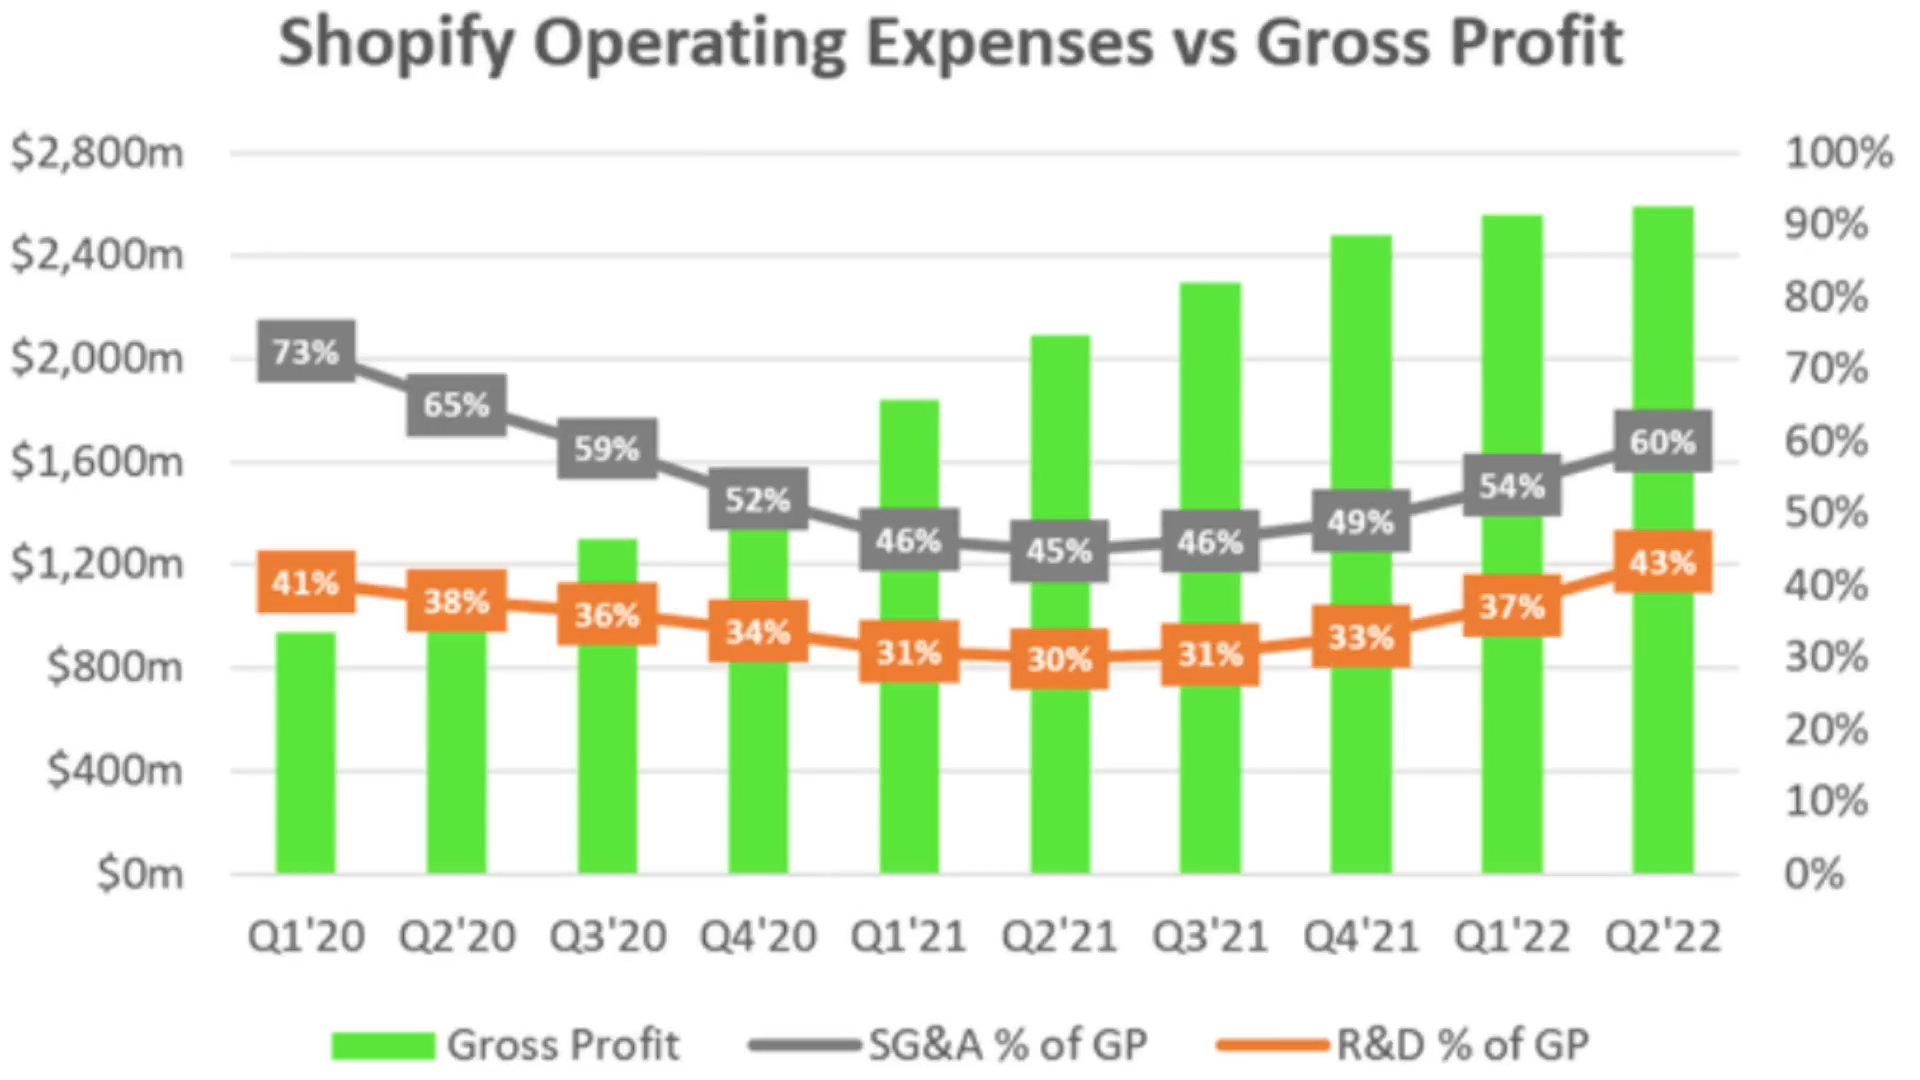 Shopify Operating Expenses vs Gross Profit
$2,800m
$2,400m
$2,000m
$1,600m
$1,200m
$800m
$400m
$0m
100%
90%
80%
70%
60%
50%
40%
30%
20%
10%
0%
73% 65% 59% 52% 46% 45% 46% 49% 54% 60%
41% 38% 36% 34% 31% 30% 31% 33% 37% 43%
Q1'20 Q2'20 Q3'20 Q4'20 Q1'21 Q2'21 Q3'21 Q4'21 Q1'22 Q2'22
Gross Profit SG&A % of GP R&D % of GP